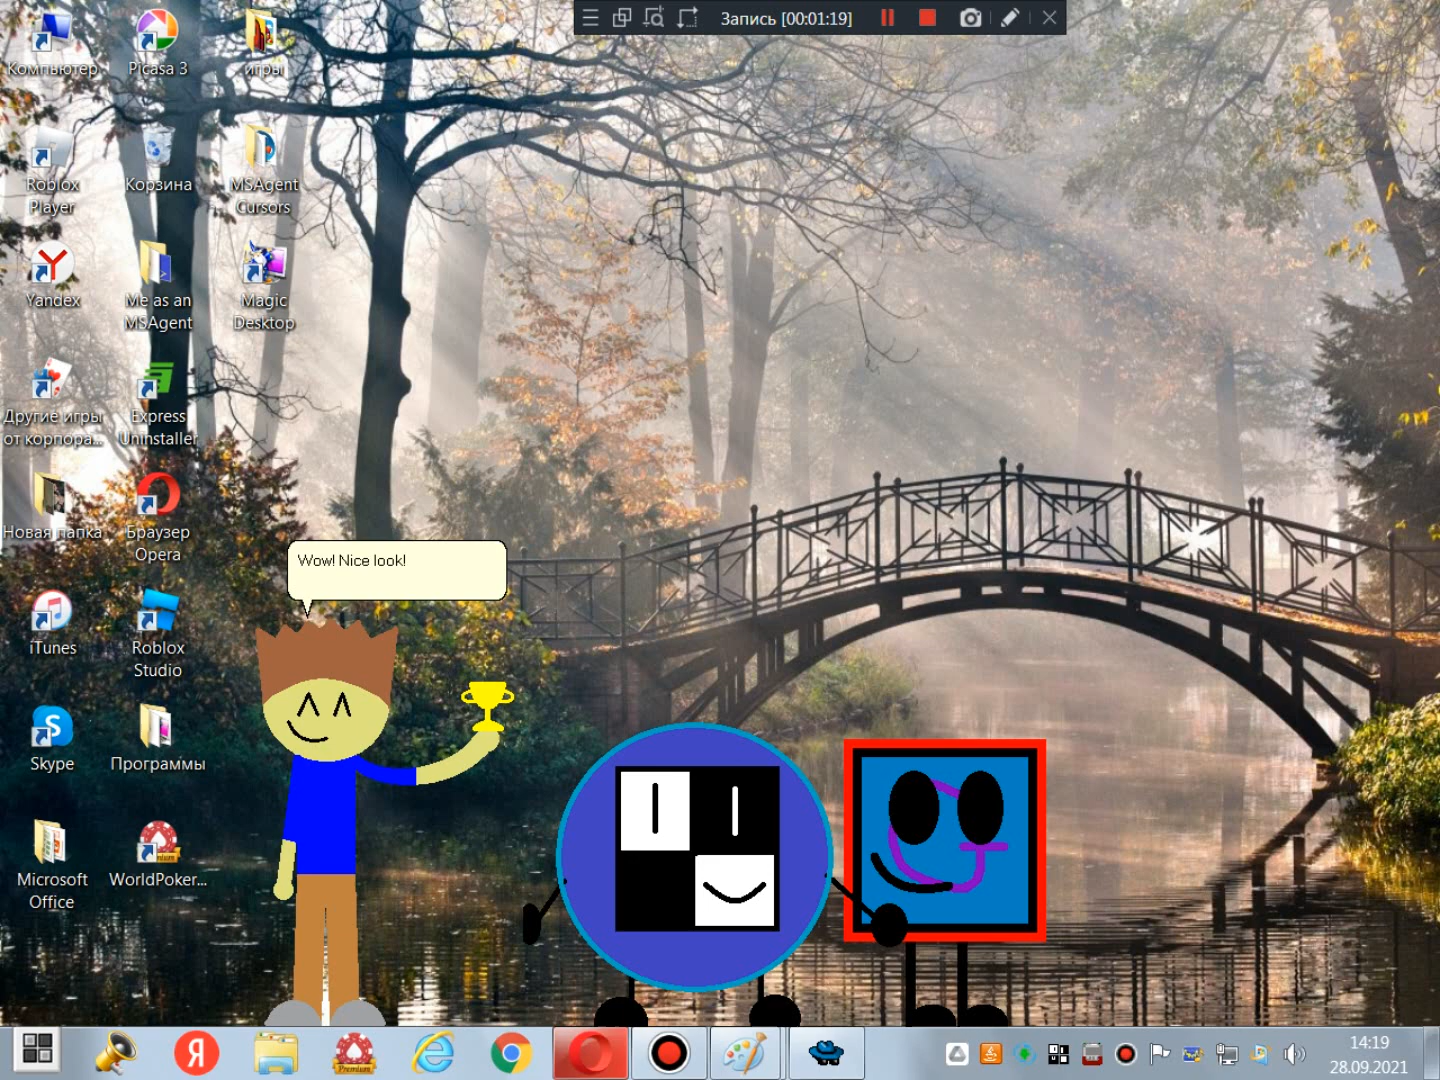 Запись [00:01:19]
Компьютер
Picasa 3
игры
Roblox
Player
Корзина
MSAgent
Cursors
Yandex
Me as an
MSAgent
Magic
Desktop
Другие игры
от корпора...
Express
Uninstaller
Новая папка
Браузер
Opera
Wow! Nice look!
iTunes
Roblox
Studio
Skype
Программы
Microsoft
Office
WorldPoker...
Premium
14:19
28.09.2021